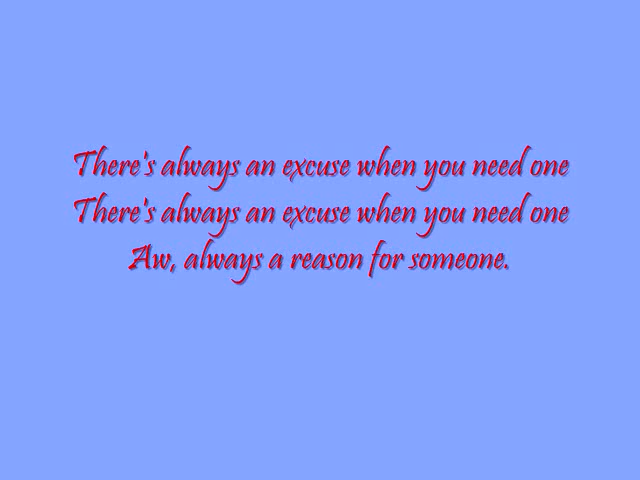 There's always an excuse when you need one
There's always an excuse when you need one
Aw, always a reason for someone.